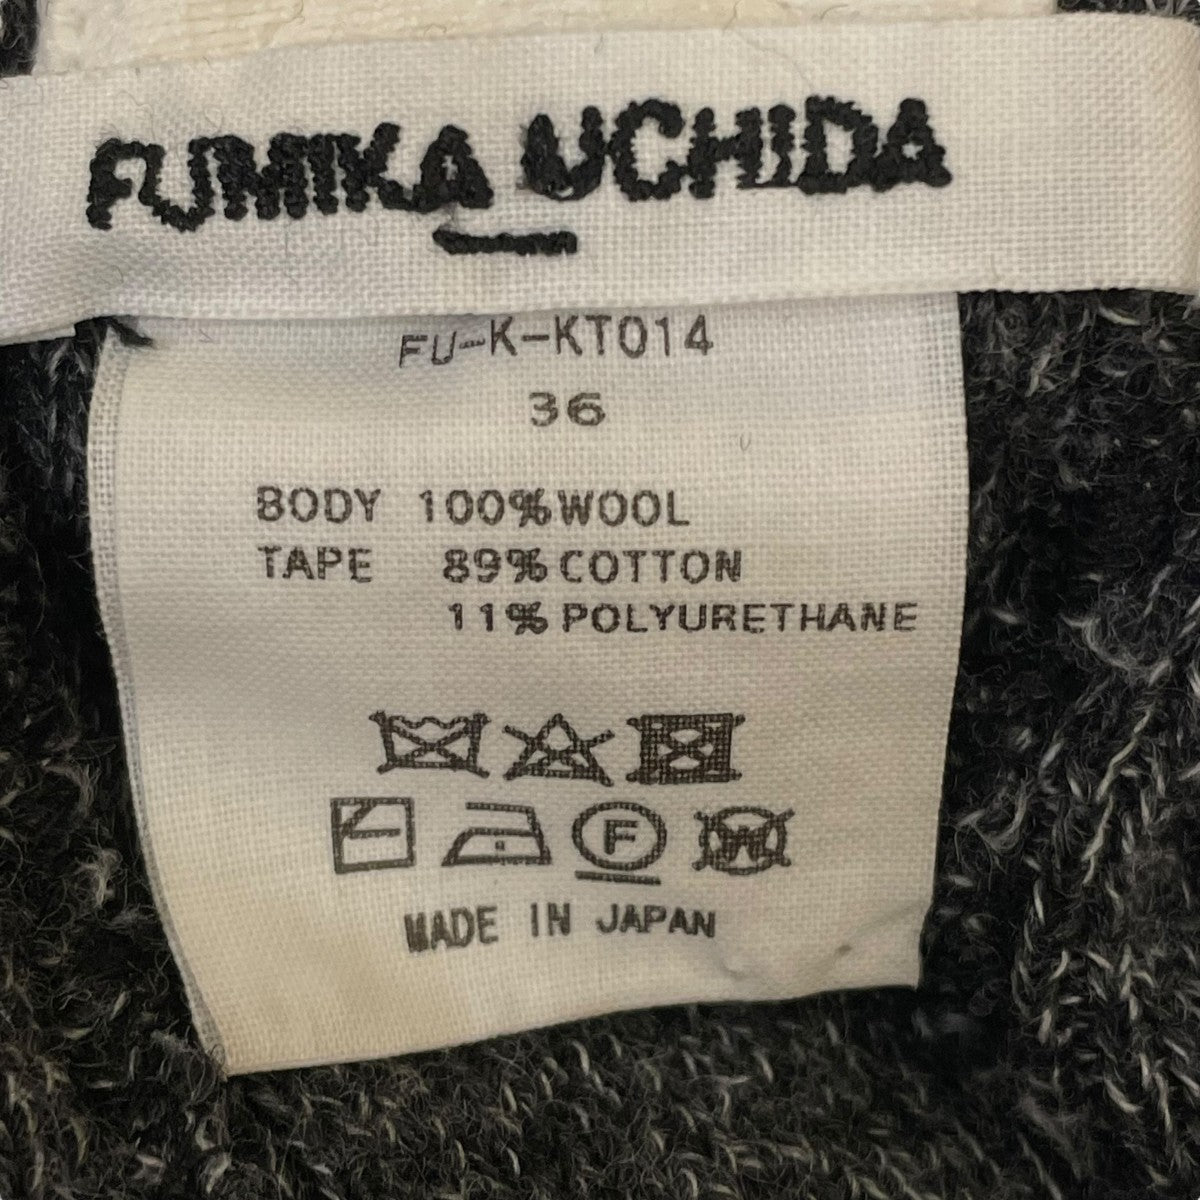 FUMIKA UCHIDA
FU-K-KT014
36
BODY 100%WOOL
TAPE 89%COTTON
11%POLYURETHANE
F W
MADE IN JAPAN